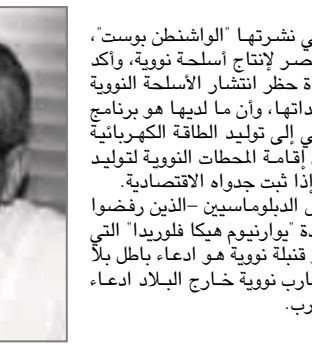 ي نشرتها "الواشنطن بوست"،
صر لإنتاج أسلحة نووية، وأكد
ة حظر انتشار الأسلحة النووية
داتها، وأن ما لديها هو برنامج
ي إلى توليد الطاقة الكهربائية
إقامة المحطات النووية لتوليد
إذا ثبت جدواه الاقتصادية.
ى الدبلوماسيين –الذين رفضوا
دة "يوارنيوم هيكا فلوريدا" التي
و قنبلة نووية هو ادعاء باطل بلا
ارب نووية خارج البلاد ادعاء
رب.